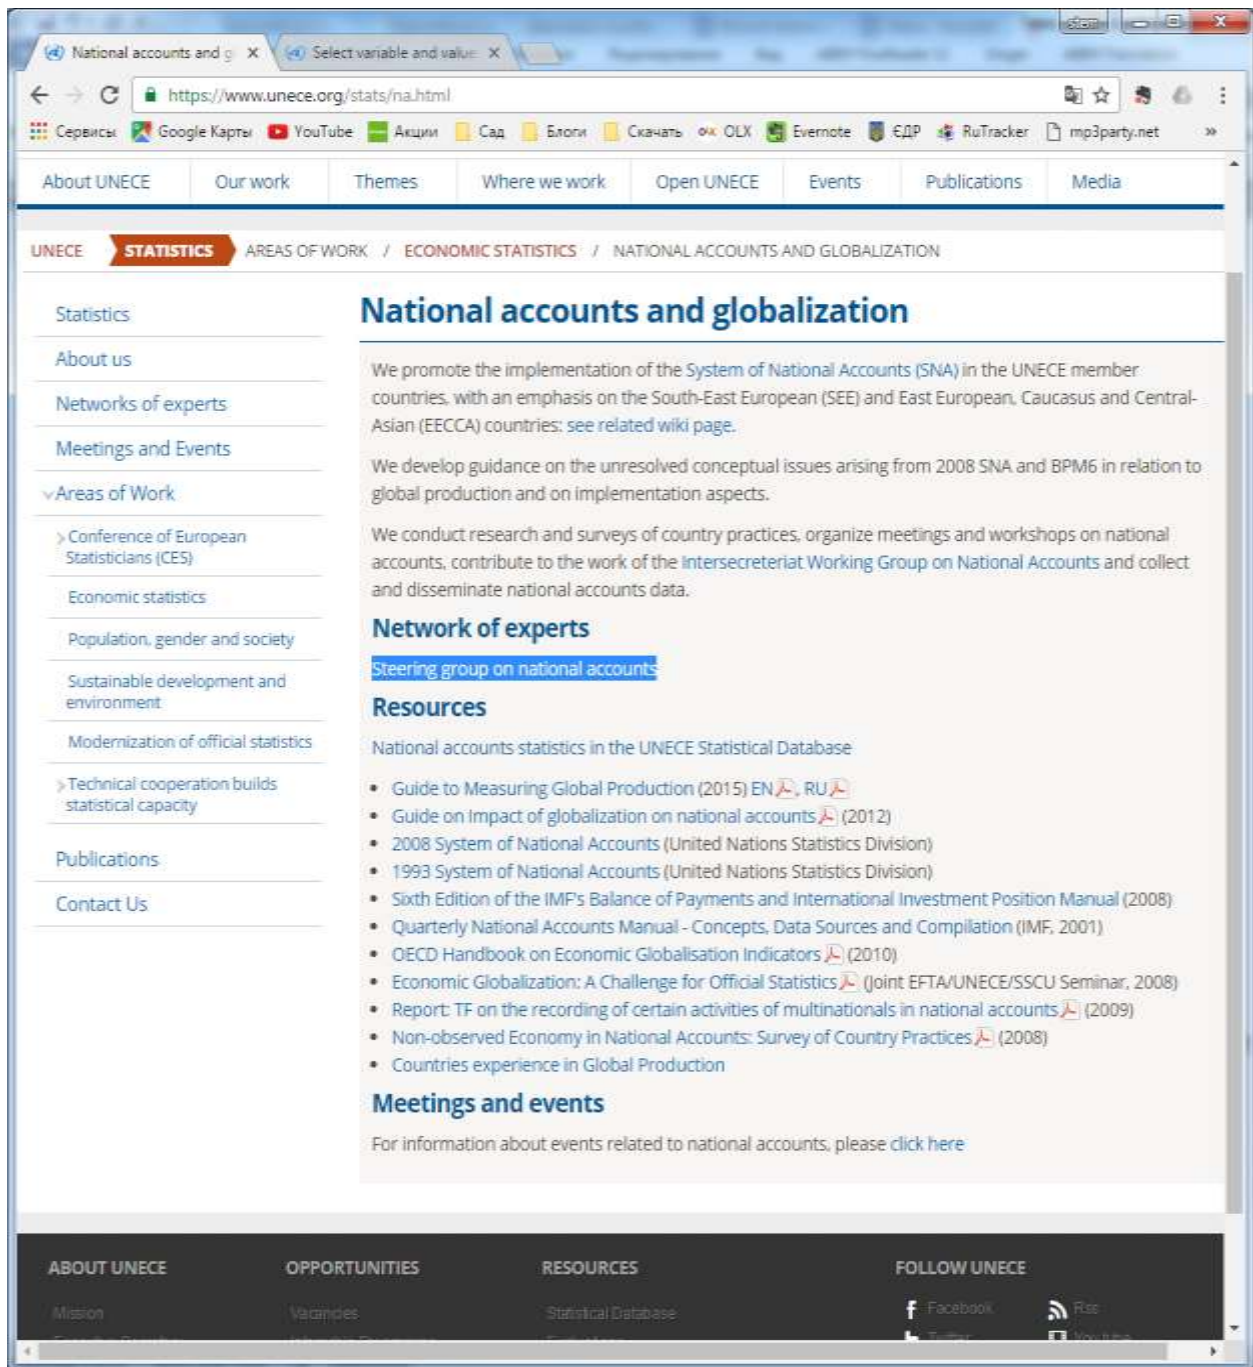 stem
National accounts and g
Select variable and value
https://www.unece.org/stats/na.html
Сервисы Google Карты YouTube Акции Сад Блоги Скачать OLX Evernote ЄДР RuTracker mp3party.net »
About UNECE Our work Themes Where we work Open UNECE Events Publications Media
UNECE STATISTICS AREAS OF WORK / ECONOMIC STATISTICS / NATIONAL ACCOUNTS AND GLOBALIZATION
Statistics
About us
Networks of experts
Meetings and Events
Areas of Work
Conference of European
Statisticians (CES)
Economic statistics
Population, gender and society
Sustainable development and
environment
Modernization of official statistics
Technical cooperation builds
statistical capacity
Publications
Contact Us
National accounts and globalization
We promote the implementation of the System of National Accounts (SNA) in the UNECE member
countries, with an emphasis on the South-East European (SEE) and East European, Caucasus and Central-
Asian (EECCA) countries: see related wiki page.
We develop guidance on the unresolved conceptual issues arising from 2008 SNA and BPM6 in relation to
global production and on implementation aspects.
We conduct research and surveys of country practices, organize meetings and workshops on national
accounts, contribute to the work of the Intersecreteriat Working Group on National Accounts and collect
and disseminate national accounts data.
Network of experts
Steering group on national accounts
Resources
National accounts statistics in the UNECE Statistical Database
• Guide to Measuring Global Production (2015) EN, RU
• Guide on Impact of globalization on national accounts (2012)
• 2008 System of National Accounts (United Nations Statistics Division)
• 1993 System of National Accounts (United Nations Statistics Division)
• Sixth Edition of the IMF's Balance of Payments and International Investment Position Manual (2008)
• Quarterly National Accounts Manual - Concepts, Data Sources and Compilation (IMF, 2001)
• OECD Handbook on Economic Globalisation Indicators (2010)
• Economic Globalization: A Challenge for Official Statistics (Joint EFTA/UNECE/SSCU Seminar, 2008)
• Report: TF on the recording of certain activities of multinationals in national accounts (2009)
• Non-observed Economy in National Accounts: Survey of Country Practices (2008)
• Countries experience in Global Production
Meetings and events
For information about events related to national accounts, please click here
ABOUT UNECE OPPORTUNITIES RESOURCES FOLLOW UNECE
Mission Vacancies Statistical Database Facebook Rss
Twitter Youtube